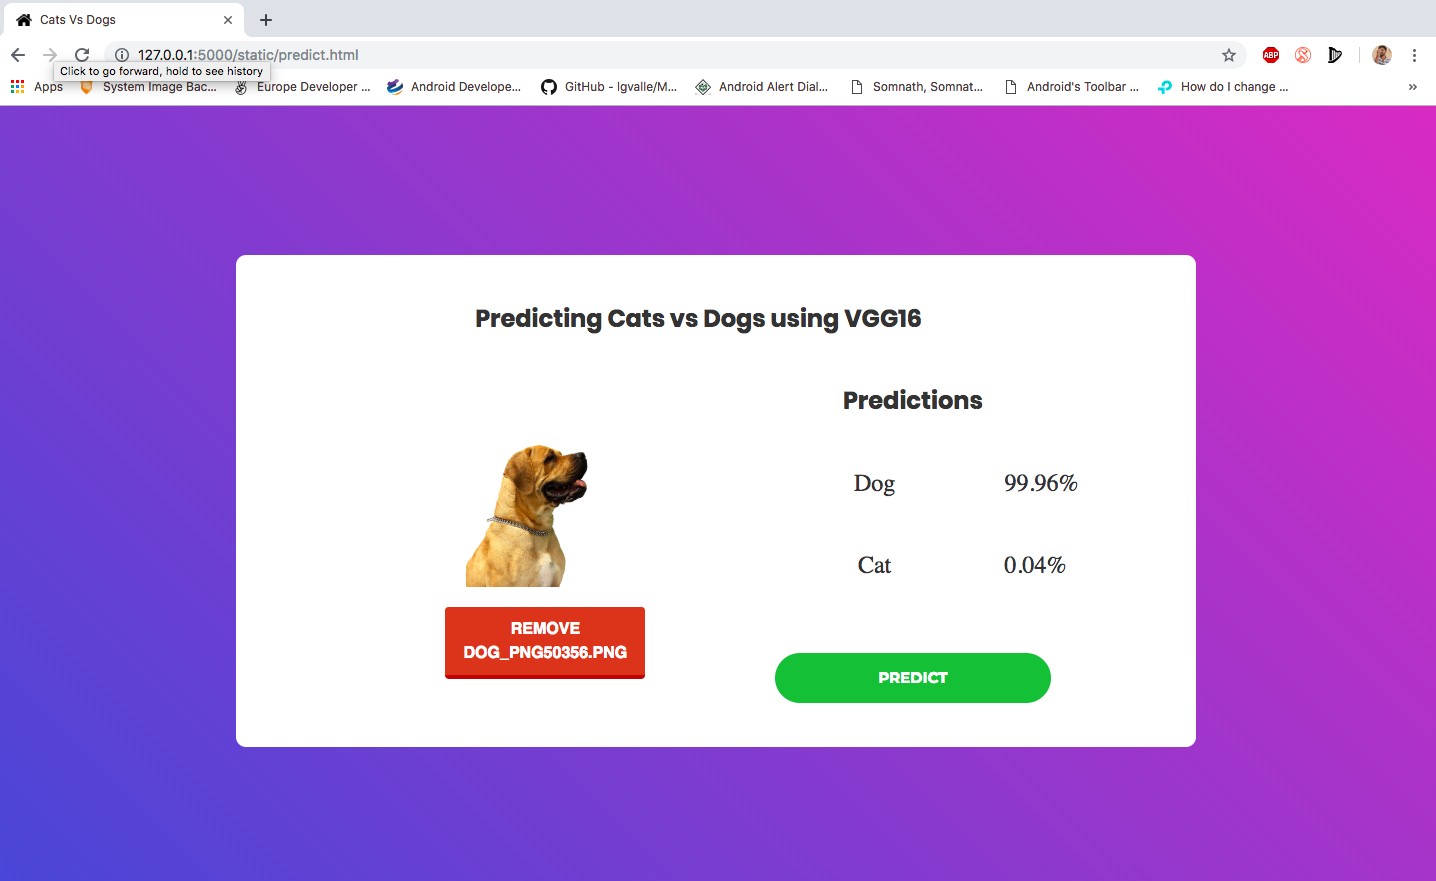 Cats Vs Dogs
127.0.0.1:5000/static/predict.html
ABP
Click to go forward, hold to see history
Apps
System Image Bac...
Europe Developer ...
Android Develope...
GitHub - lgvalle/M...
Android Alert Dial...
Somnath, Somnat...
Android's Toolbar ...
How do I change ...
»
Predicting Cats vs Dogs using VGG16
Predictions
Dog 99.96%
Cat 0.04%
REMOVE
DOG_PNG50356.PNG
PREDICT